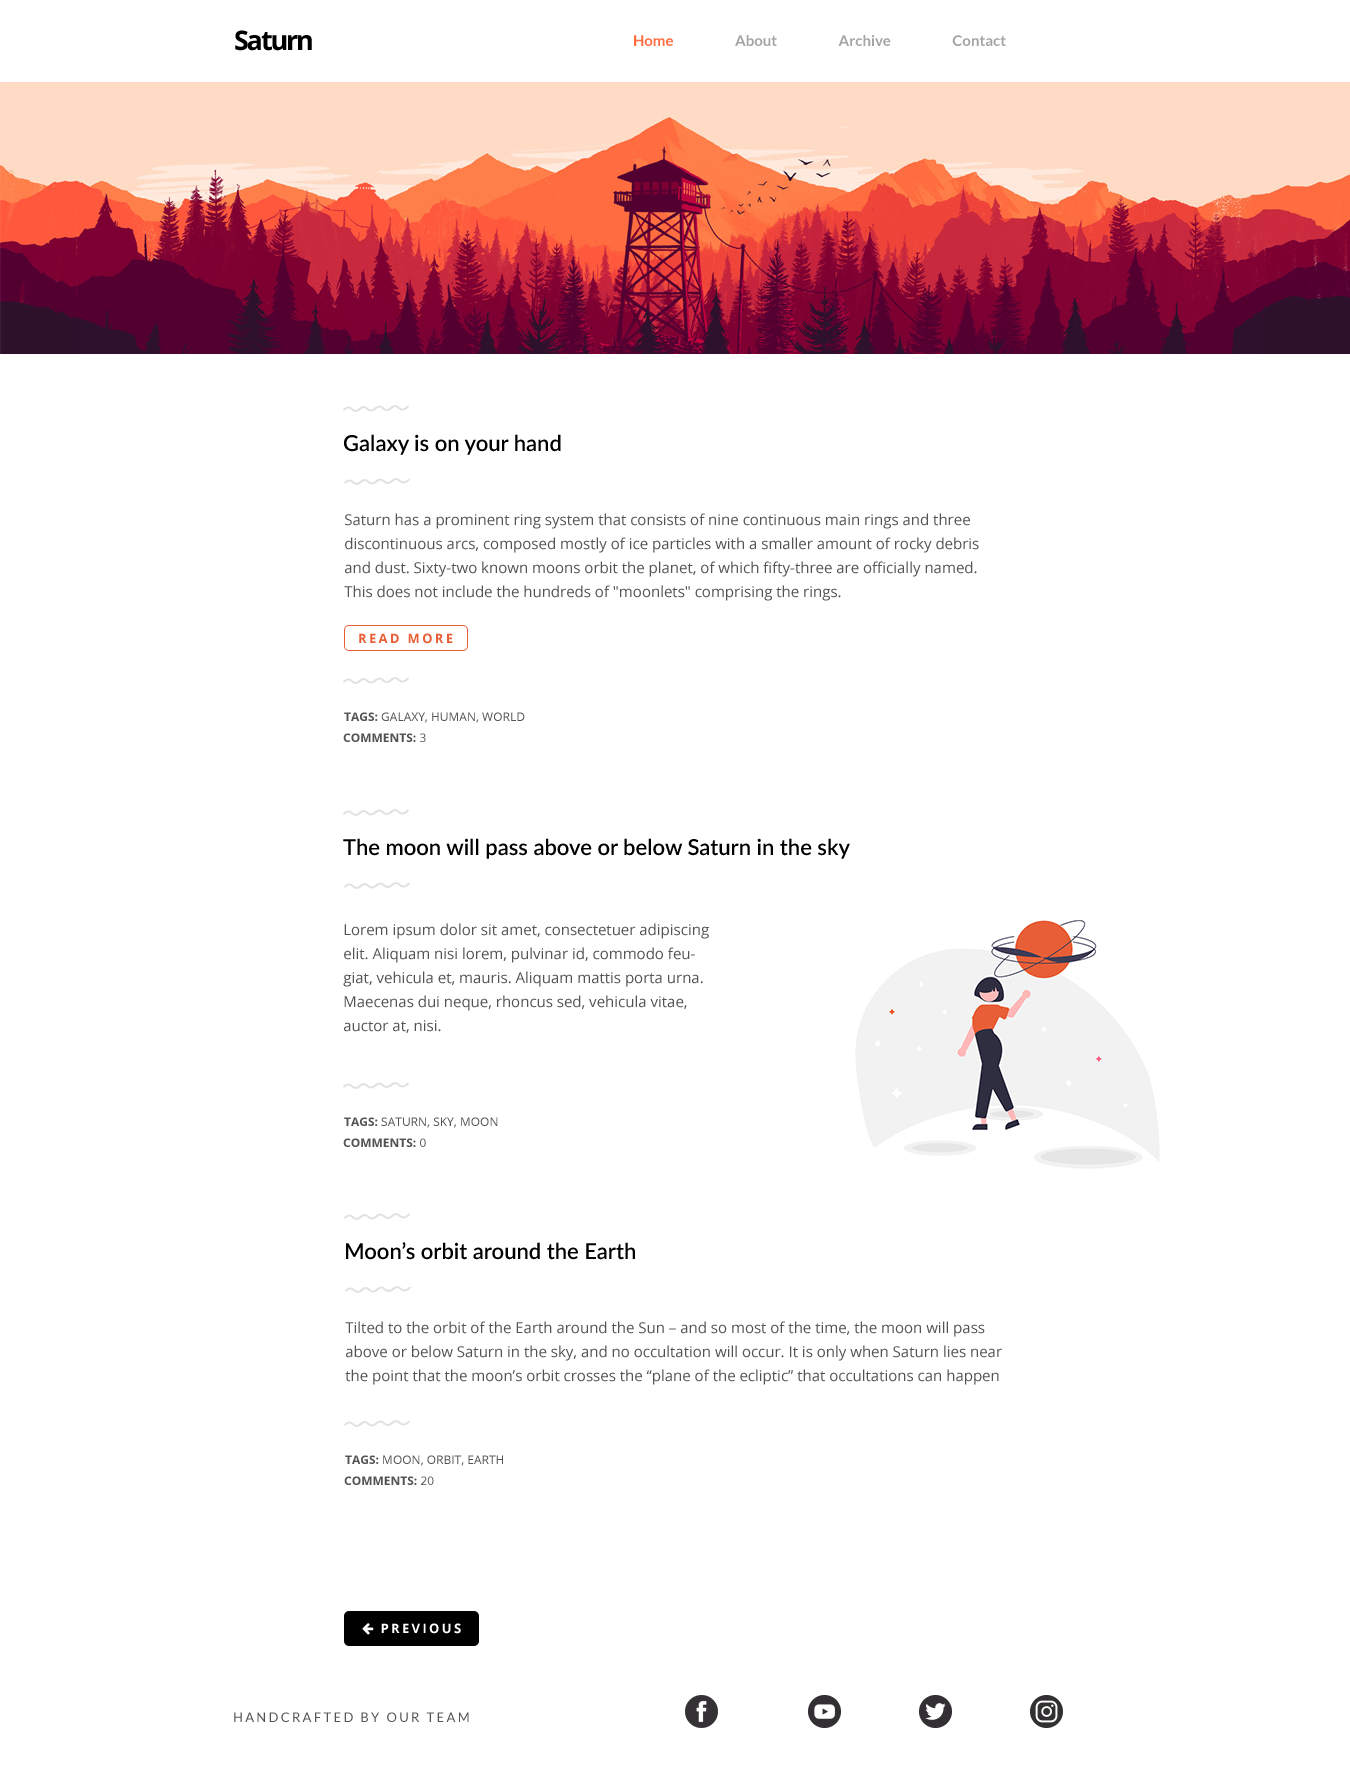 Saturn
Home About Archive Contact
Galaxy is on your hand
Saturn has a prominent ring system that consists of nine continuous main rings and three
discontinuous arcs, composed mostly of ice particles with a smaller amount of rocky debris
and dust. Sixty-two known moons orbit the planet, of which fifty-three are officially named.
This does not include the hundreds of "moonlets" comprising the rings.
READ MORE
TAGS: GALAXY, HUMAN, WORLD
COMMENTS: 3
The moon will pass above or below Saturn in the sky
Lorem ipsum dolor sit amet, consectetuer adipiscing
elit. Aliquam nisi lorem, pulvinar id, commodo feu-
giat, vehicula et, mauris. Aliquam mattis porta urna.
Maecenas dui neque, rhoncus sed, vehicula vitae,
auctor at, nisi.
TAGS: SATURN, SKY, MOON
COMMENTS: 0
Moon’s orbit around the Earth
Tilted to the orbit of the Earth around the Sun – and so most of the time, the moon will pass
above or below Saturn in the sky, and no occultation will occur. It is only when Saturn lies near
the point that the moon’s orbit crosses the “plane of the ecliptic” that occultations can happen
TAGS: MOON, ORBIT, EARTH
COMMENTS: 20
PREVIOUS
HANDCRAFTED BY OUR TEAM